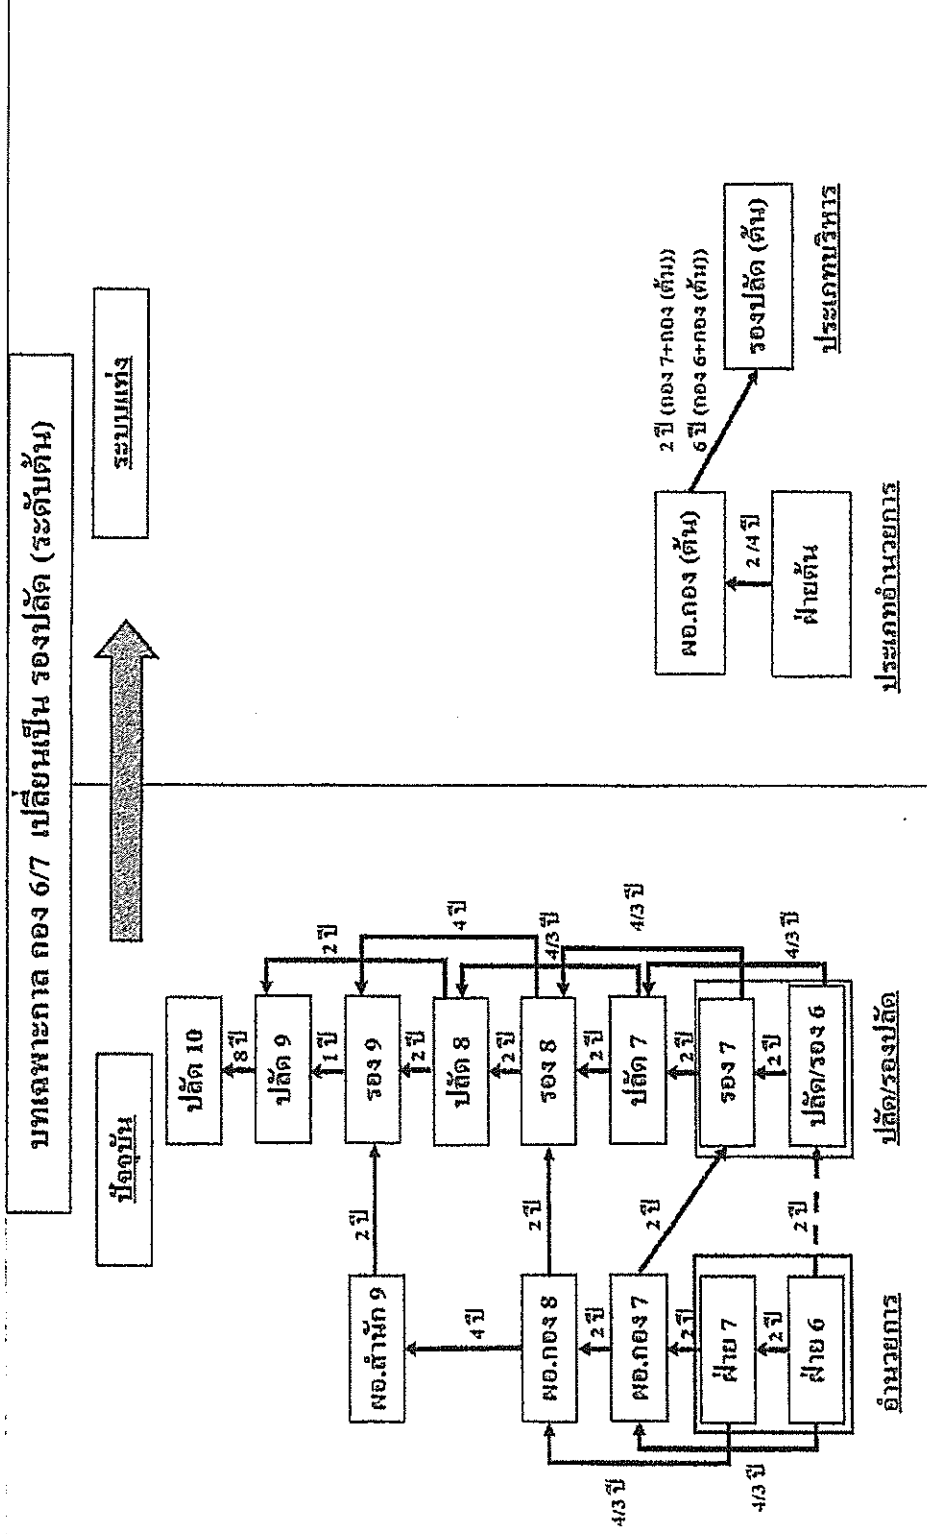 บทเฉพาะกาล กอง 6/7 เปลี่ยนเป็น รองปลัด (ระดับต้น)
ปัจจุบัน
ระบบแท่ง
ปลัด 10
8 ปี
ปลัด 9
2 ปี
1 ปี
ผอ.สำนัก 9
2 ปี
รอง 9
4 ปี
2 ปี
4 ปี
ปลัด 8
4/3 ปี
2 ปี
ผอ.กอง 8
2 ปี
รอง 8
4/3 ปี
2 ปี
2 ปี
4/3 ปี
ผอ.กอง 7
2 ปี
ปลัด 7
2 ปี
2 ปี
ฝ่าย 7
รอง 7
4/3 ปี
2 ปี
2 ปี
4/3 ปี
ฝ่าย 6
2 ปี
ปลัด/รอง 6
อำนวยการ
ปลัด/รองปลัด
2 ปี (กอง 7+กอง (ต้น))
6 ปี (กอง 6+กอง (ต้น))
ผอ.กอง (ต้น)
รองปลัด (ต้น)
2 /4 ปี
ฝ่ายต้น
ประเภทบริหาร
ประเภทอำนวยการ